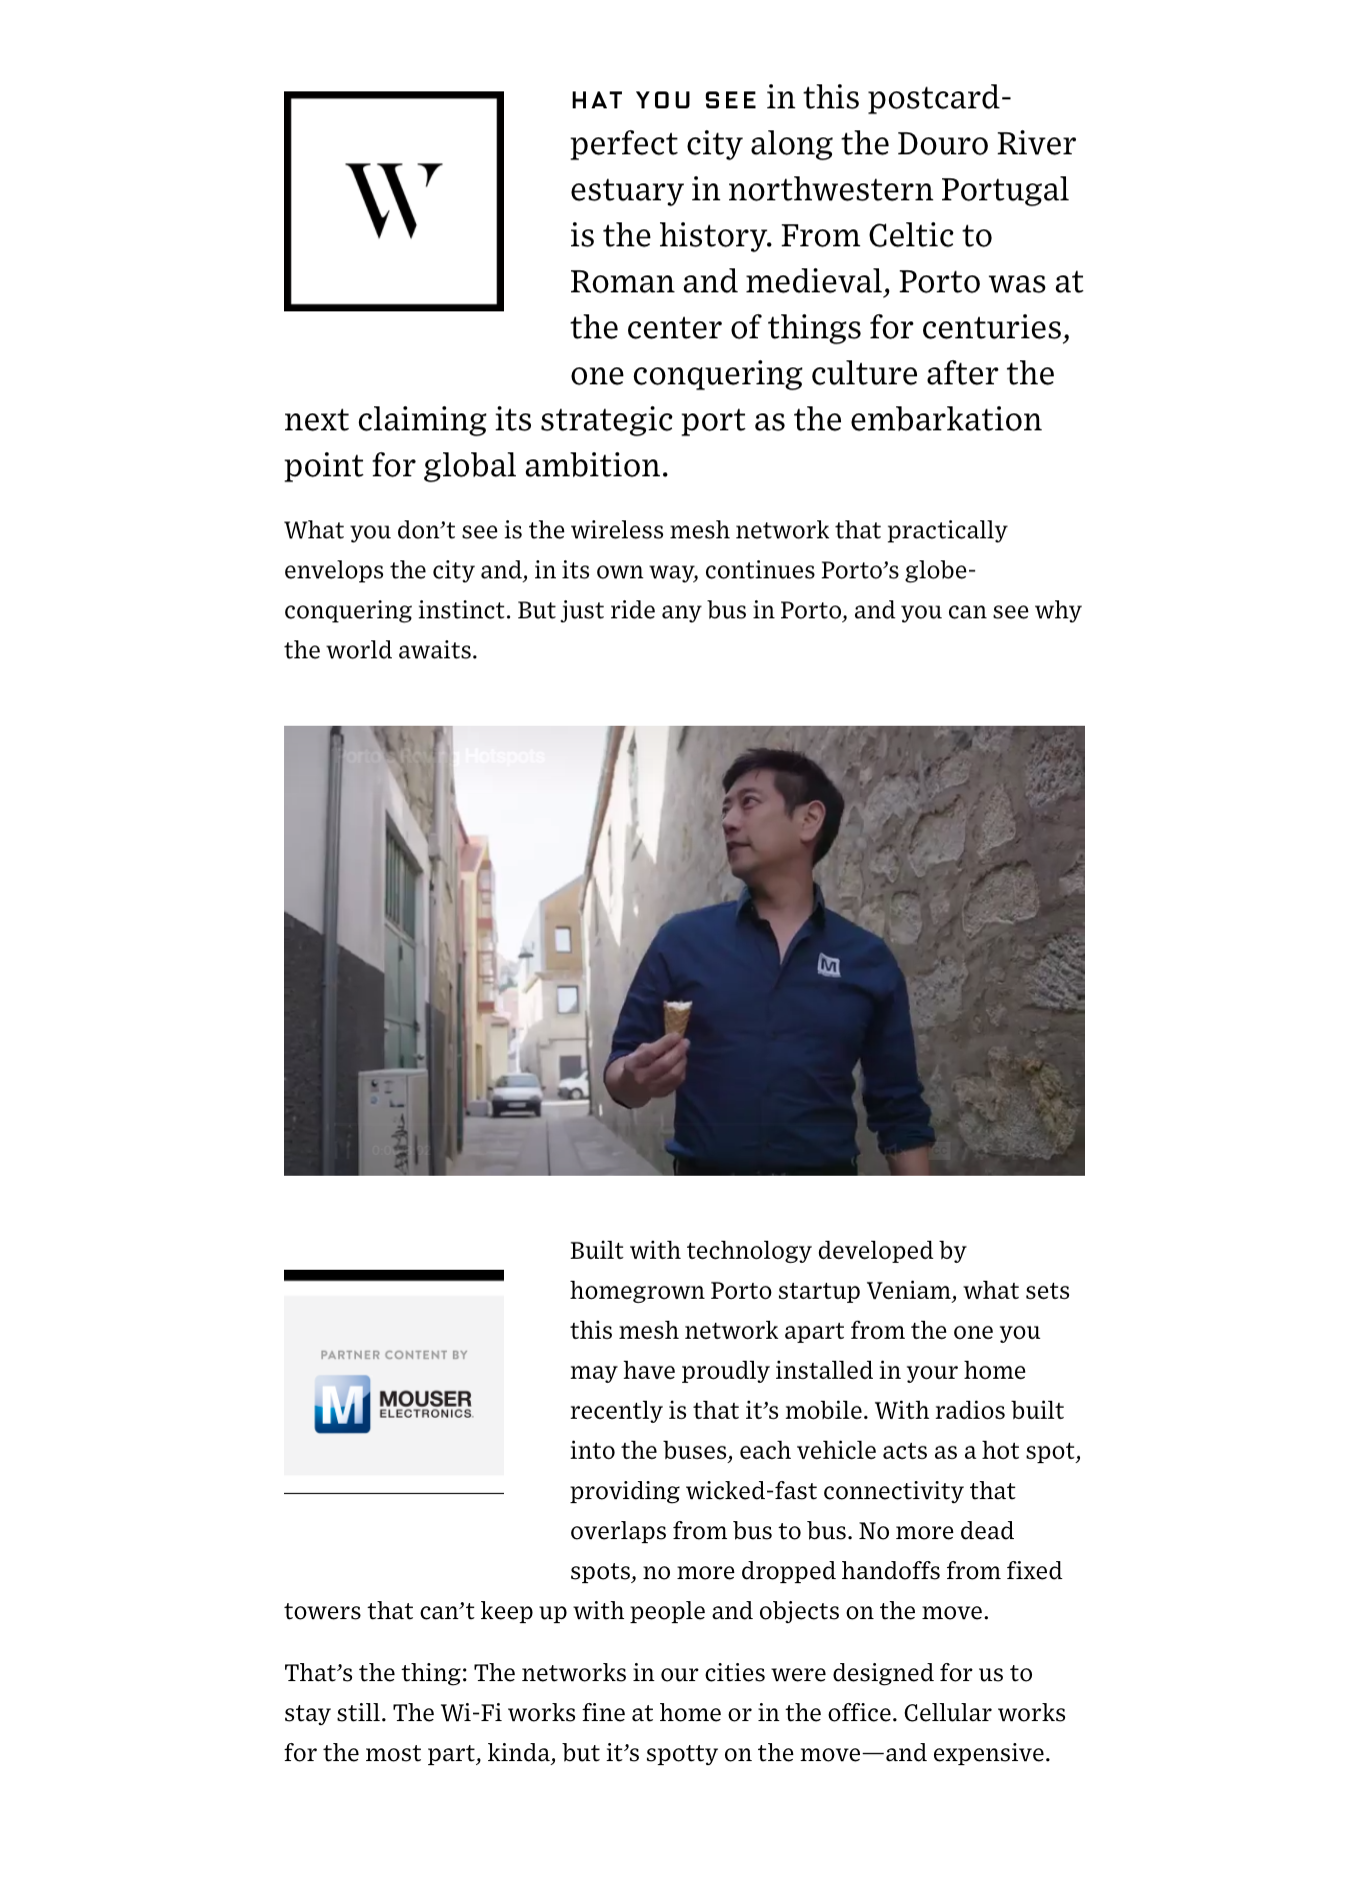 W
HAT YOU SEE in this postcard-
perfect city along the Douro River
estuary in northwestern Portugal
is the history. From Celtic to
Roman and medieval, Porto was at
the center of things for centuries,
one conquering culture after the
next claiming its strategic port as the embarkation
point for global ambition.
What you don’t see is the wireless mesh network that practically
envelops the city and, in its own way, continues Porto’s globe-
conquering instinct. But just ride any bus in Porto, and you can see why
the world awaits.
Porto's Roving Hotspots
M
Built with technology developed by
homegrown Porto startup Veniam, what sets
this mesh network apart from the one you
may have proudly installed in your home
recently is that it’s mobile. With radios built
into the buses, each vehicle acts as a hot spot,
providing wicked-fast connectivity that
overlaps from bus to bus. No more dead
spots, no more dropped handoffs from fixed
towers that can’t keep up with people and objects on the move.
PARTNER CONTENT BY
M MOUSER
ELECTRONICS.
That’s the thing: The networks in our cities were designed for us to
stay still. The Wi-Fi works fine at home or in the office. Cellular works
for the most part, kinda, but it’s spotty on the move—and expensive.